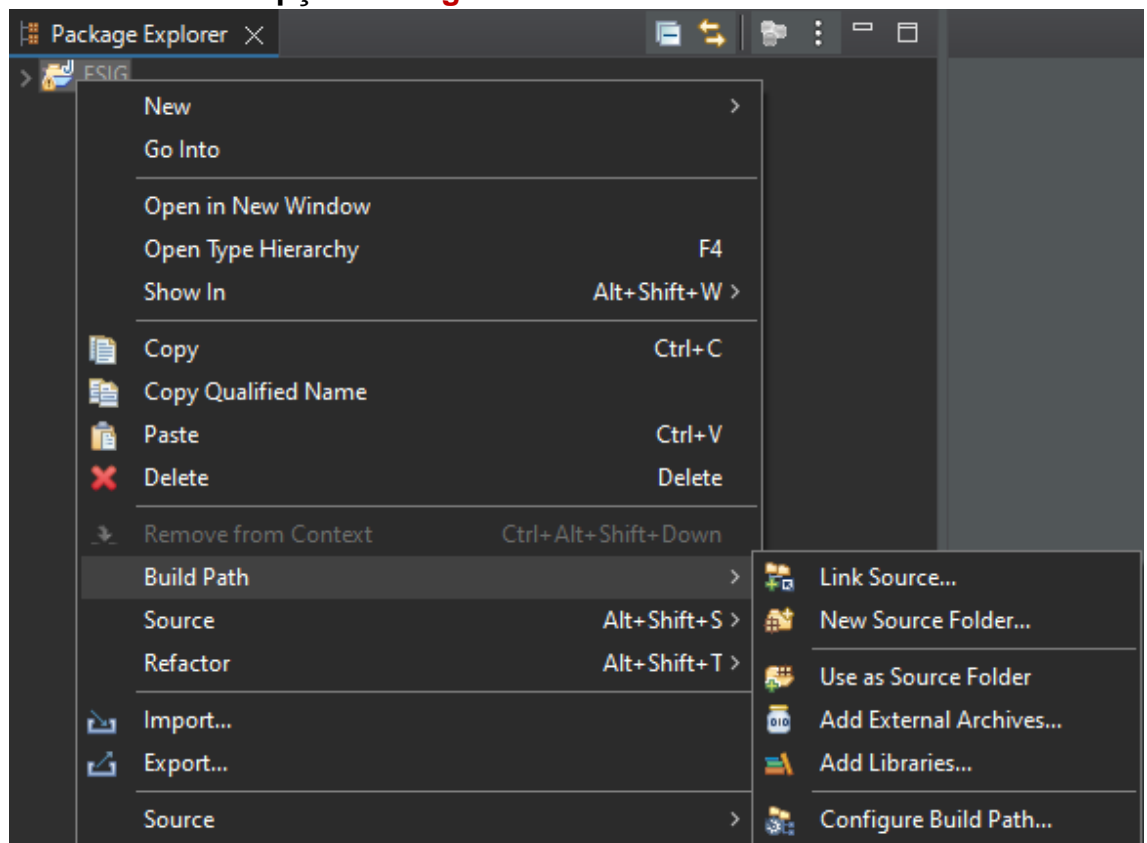 Package Explorer
ESIG
New
Go Into
Open in New Window
Open Type Hierarchy F4
Show In Alt+Shift+W >
Copy Ctrl+C
Copy Qualified Name
Paste Ctrl+V
Delete Delete
Remove from Context Ctrl+Alt+Shift+Down
Build Path
Source Alt+Shift+S >
Refactor Alt+Shift+T >
Import...
Export...
Source
Link Source...
New Source Folder...
Use as Source Folder
Add External Archives...
Add Libraries...
Configure Build Path...